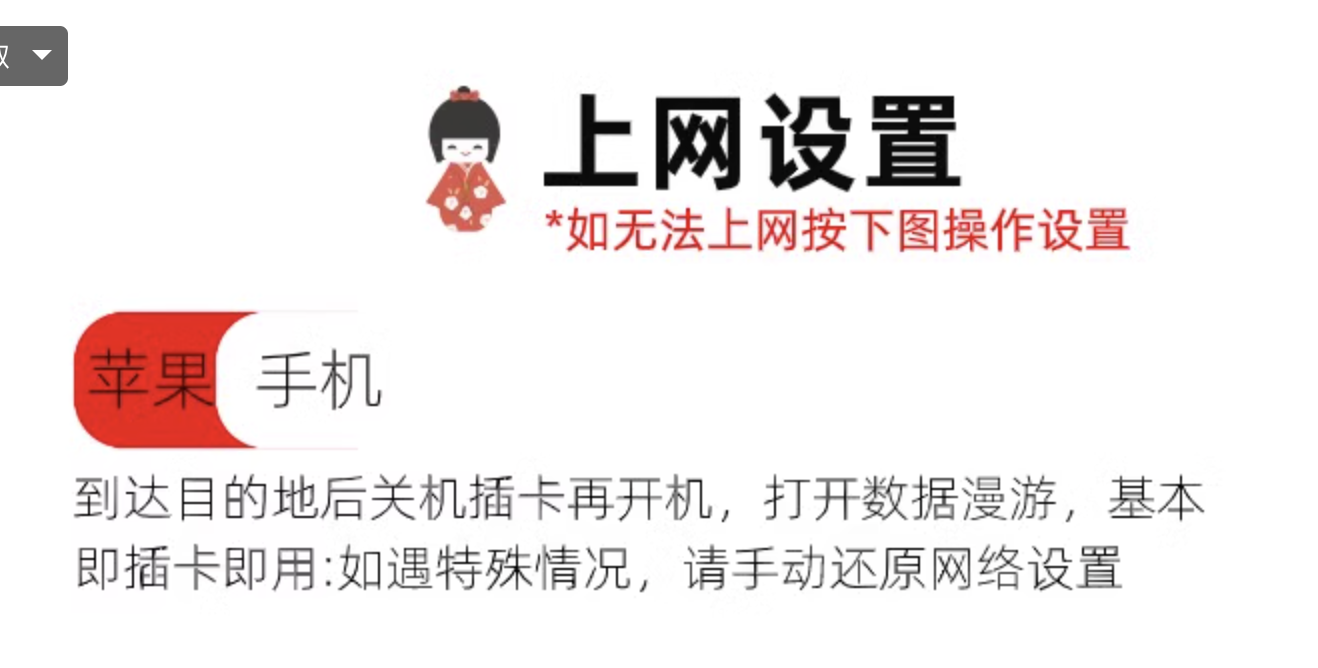 上网设置
*如无法上网按下图操作设置
苹果 手机
到达目的地后关机插卡再开机，打开数据漫游，基本
即插卡即用:如遇特殊情况，请手动还原网络设置